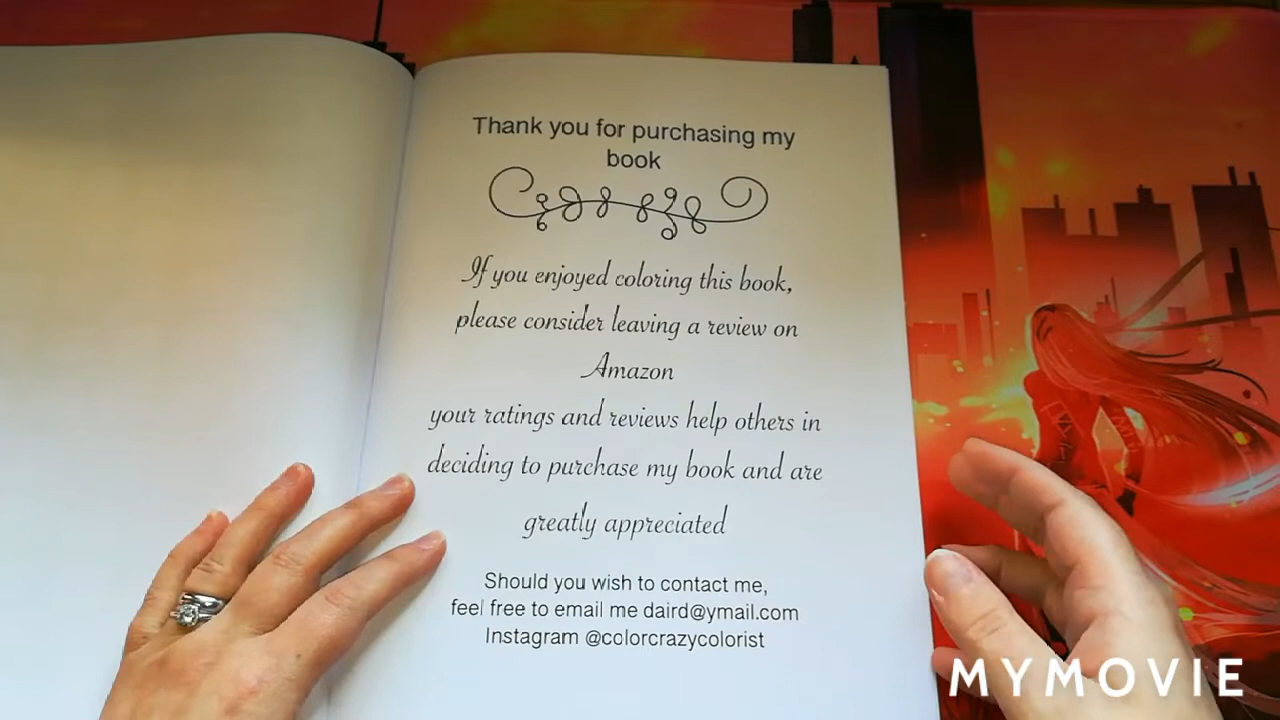 Thank you for purchasing my
book
If you enjoyed coloring this book,
please consider leaving a review on
Amazon
your ratings and reviews help others in
deciding to purchase my book and are
greatly appreciated
Should you wish to contact me,
feel free to email me daird@ymail.com
Instagram @colorcrazycolorist
MYMOVIE